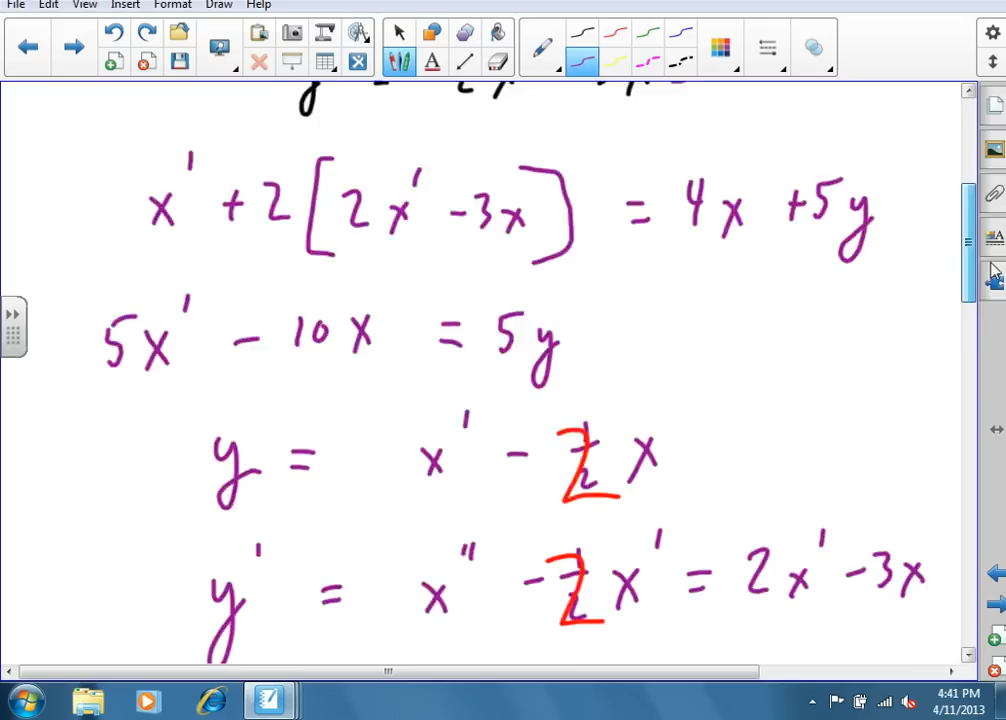 File Edit View Insert Format Draw Help
A
A
x' + 2 [2x' - 3x] = 4x + 5y
5x' - 10x = 5y
y = x' - 2x
y' = x'' - 2x' = 2x' - 3x
4:41 PM
4/11/2013